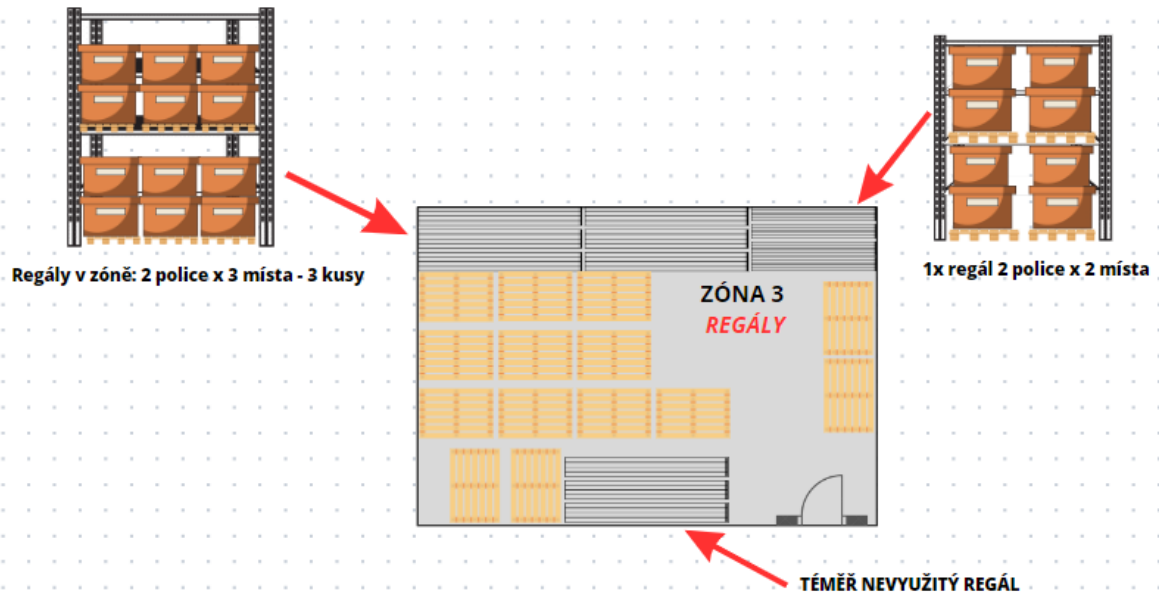 Regály v zóně: 2 police x 3 místa - 3 kusy
1x regál 2 police x 2 místa
ZÓNA 3
REGÁLY
TÉMĚŘ NEVYUŽITÝ REGÁL